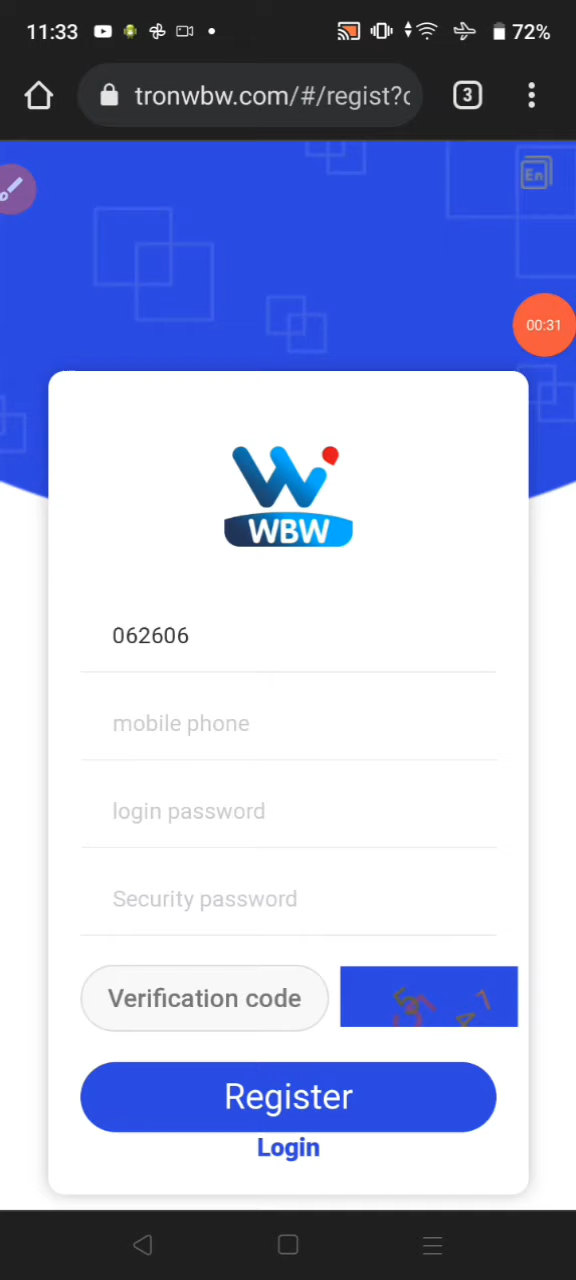 11:33
72%
tronwbw.com/#/regist?c
3
En
00:31
WBW
062606
mobile phone
login password
Security password
Verification code
Register
Login